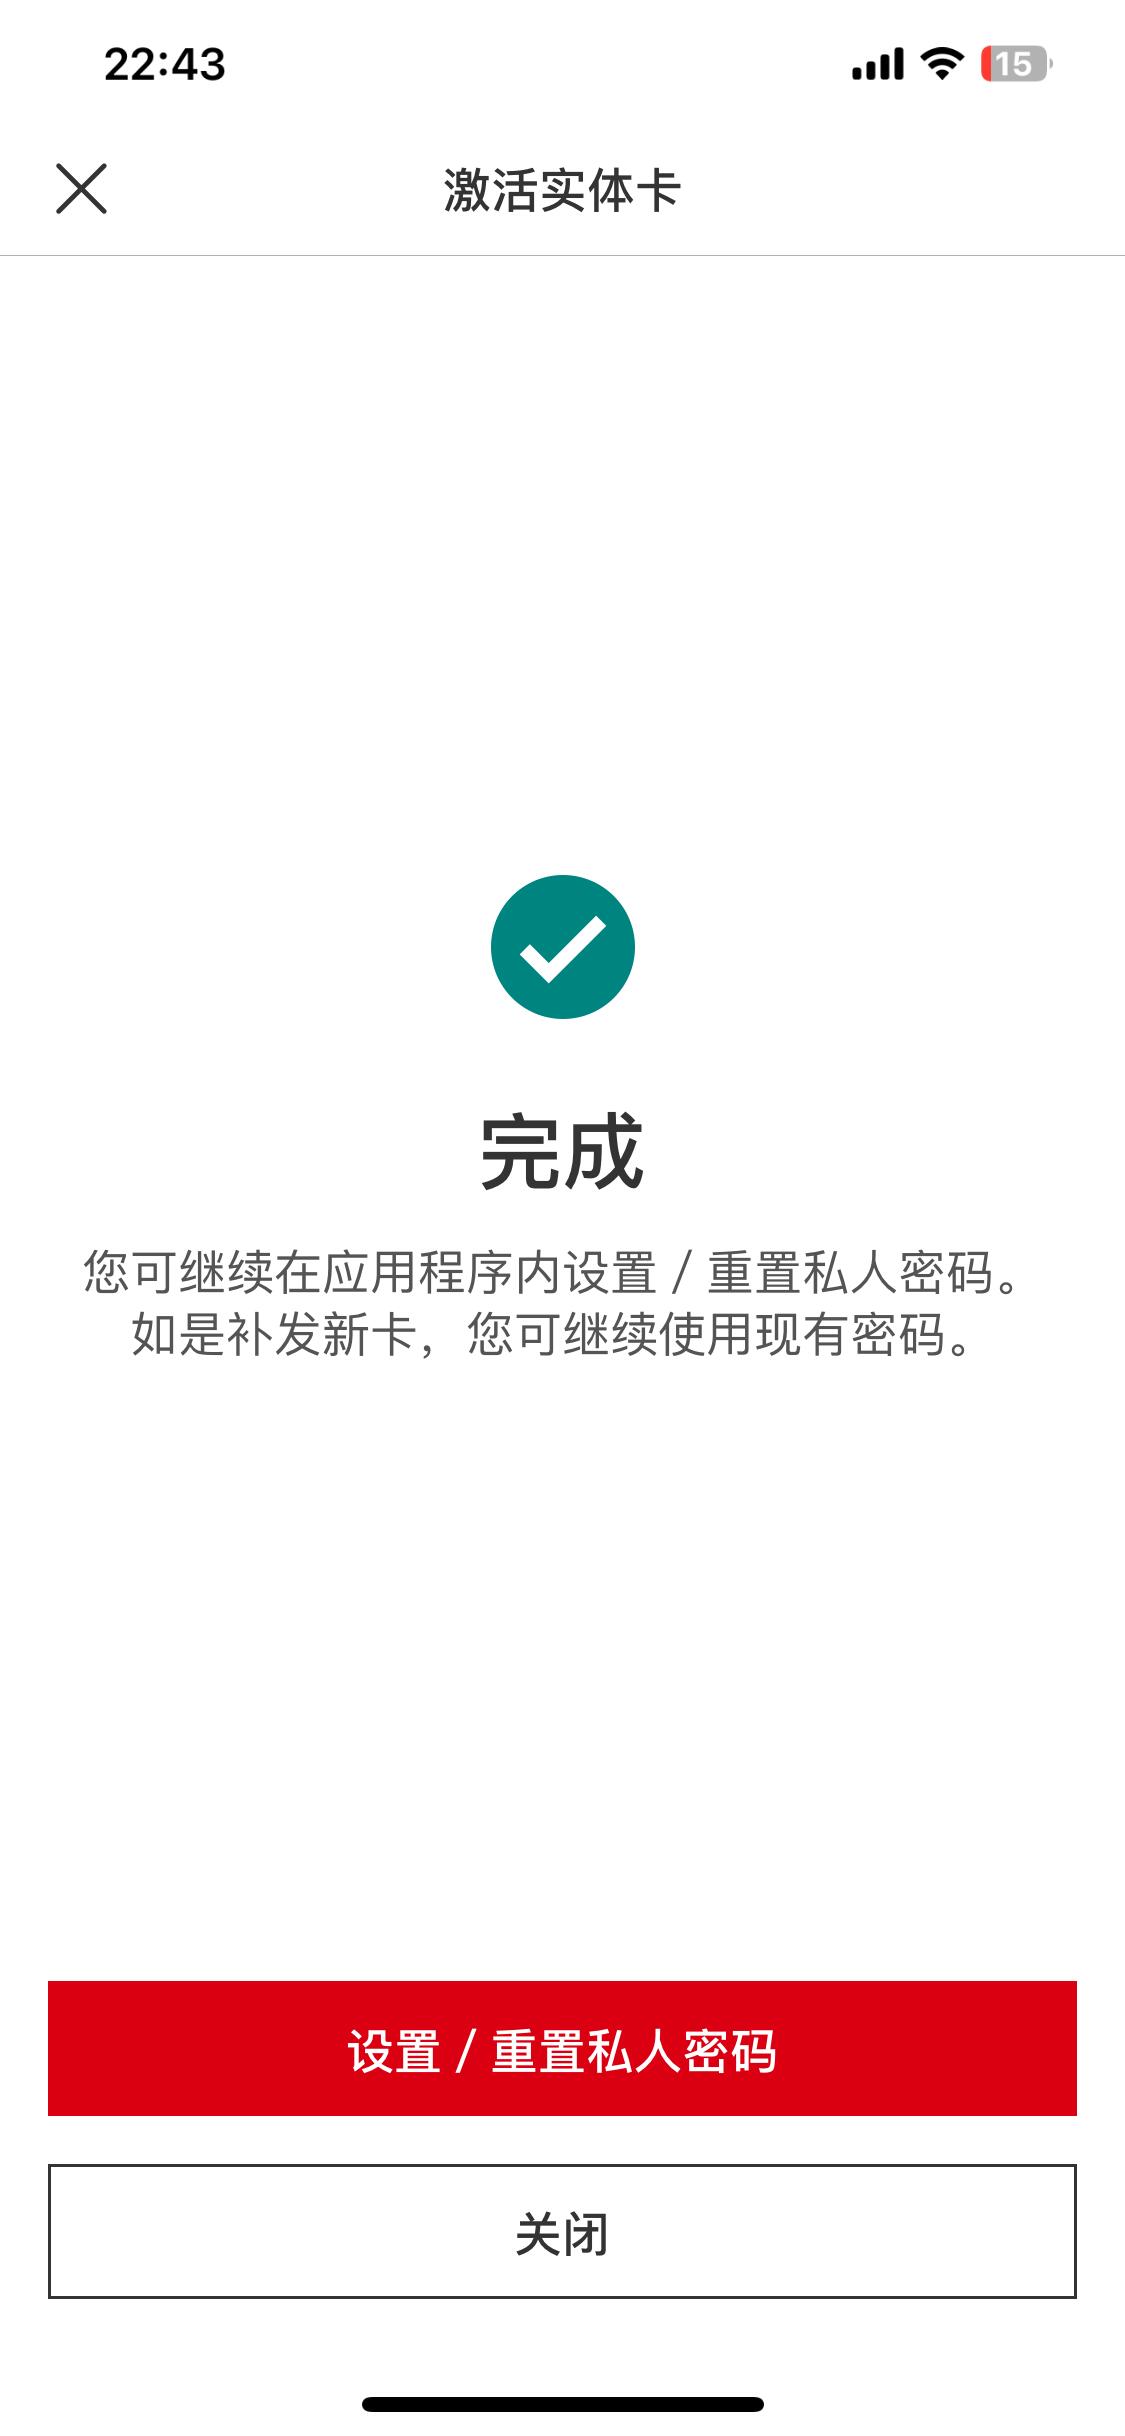 22:43
15
激活实体卡
完成
您可继续在应用程序内设置 / 重置私人密码。
如是补发新卡，您可继续使用现有密码。
设置 / 重置私人密码
关闭